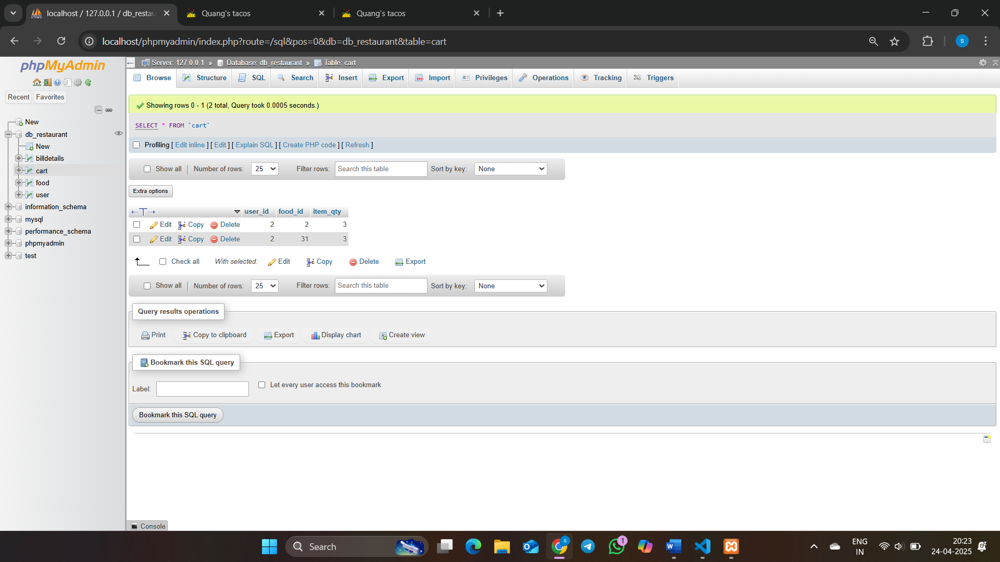 localhost / 127.0.0.1 / db_restau
Quang's tacos
Quang's tacos
localhost/phpmyadmin/index.php?route=/sql&pos=0&db=db_restaurant&table=cart
S
phpMyAdmin
Recent Favorites
New
db_restaurant
New
billdetails
cart
food
user
information_schema
mysql
performance_schema
phpmyadmin
test
Server: 127.0.0.1 » Database: db_restaurant » Table: cart
Browse Structure SQL Search Insert Export Import Privileges Operations Tracking Triggers
Showing rows 0 - 1 (2 total, Query took 0.0005 seconds.)
SELECT * FROM `cart`
Profiling [ Edit inline ] [ Edit ] [ Explain SQL ] [ Create PHP code ] [ Refresh ]
Show all Number of rows: 25 Filter rows: Search this table Sort by key: None
Extra options
user_id food_id item_qty
Edit Copy Delete 2 2 3
Edit Copy Delete 2 31 3
Check all With selected: Edit Copy Delete Export
Show all Number of rows: 25 Filter rows: Search this table Sort by key: None
Query results operations
Print Copy to clipboard Export Display chart Create view
Bookmark this SQL query
Label: Let every user access this bookmark
Bookmark this SQL query
Console
Search
1
ENG
IN
20:23
24-04-2025